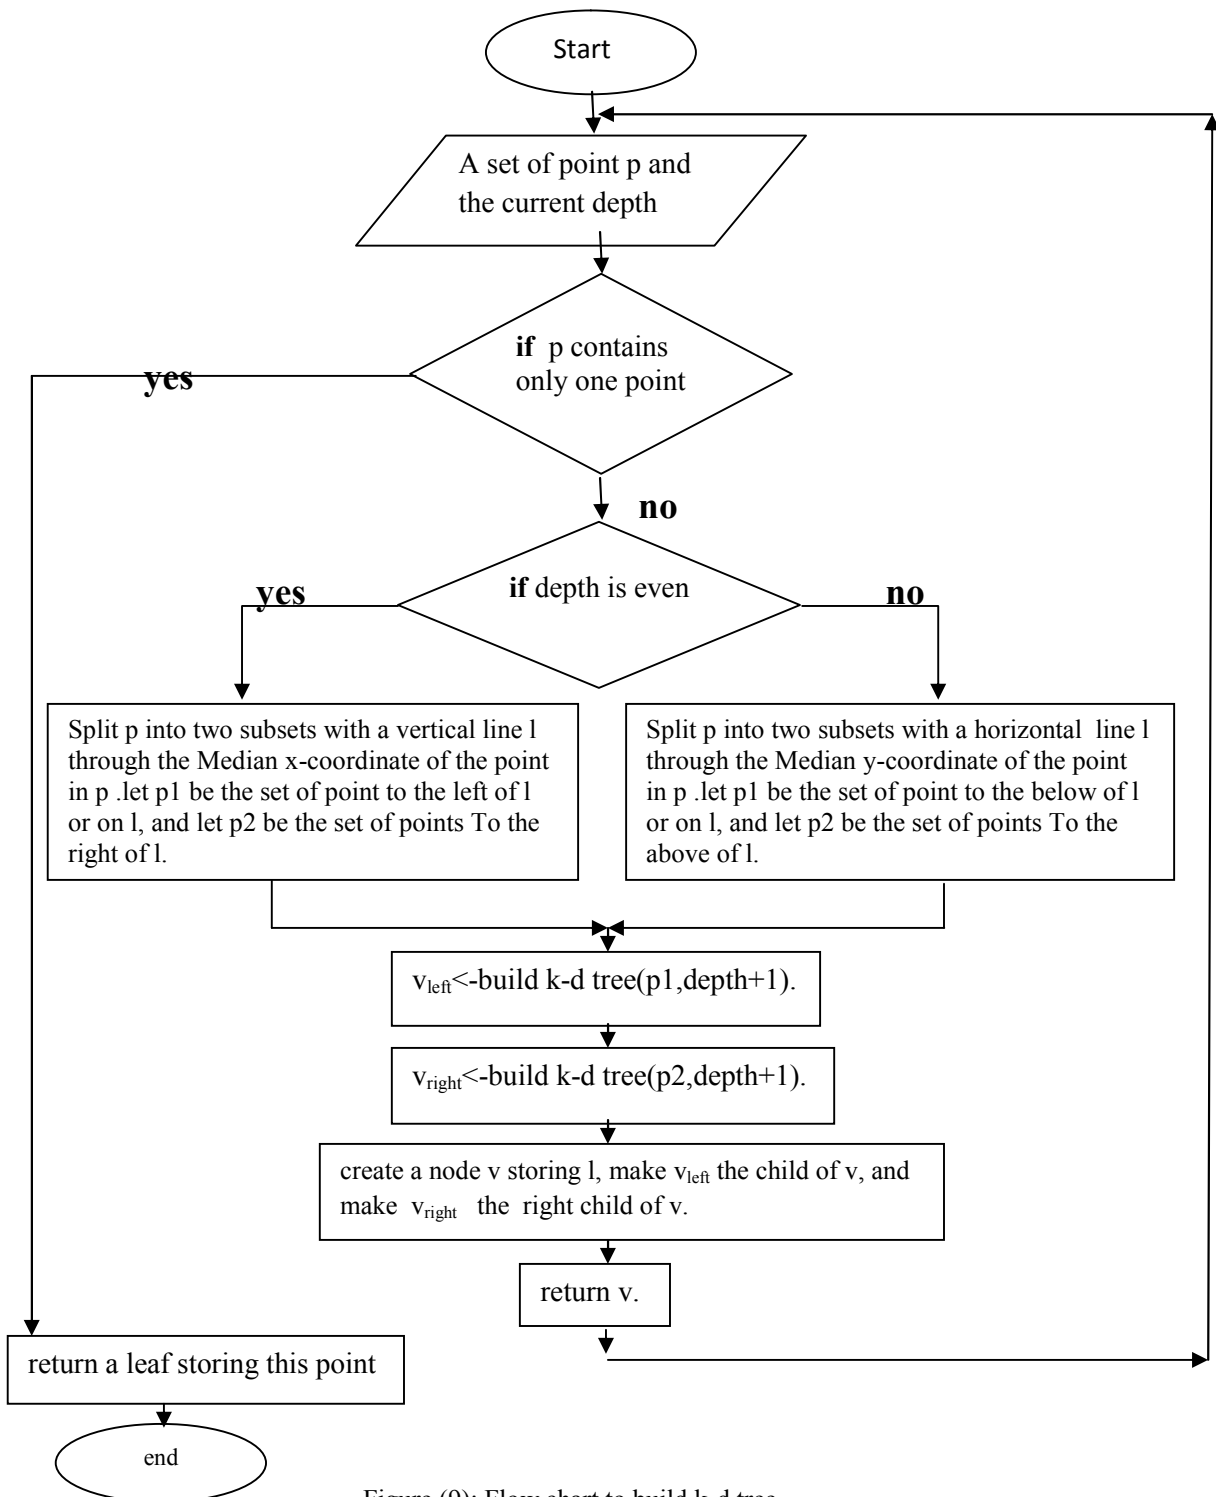 Start
A set of point p and
the current depth
if p contains
only one point
yes
no
if depth is even
yes
no
Split p into two subsets with a vertical line l
through the Median x-coordinate of the point
in p .let p1 be the set of point to the left of l
or on l, and let p2 be the set of points To the
right of l.
Split p into two subsets with a horizontal line l
through the Median y-coordinate of the point
in p .let p1 be the set of point to the below of l
or on l, and let p2 be the set of points To the
above of l.
vleft<-build k-d tree(p1,depth+1).
vright<-build k-d tree(p2,depth+1).
create a node v storing l, make vleft the child of v, and
make vright the right child of v.
return v.
return a leaf storing this point
end
Figure (9): Flow chart to build k-d tree